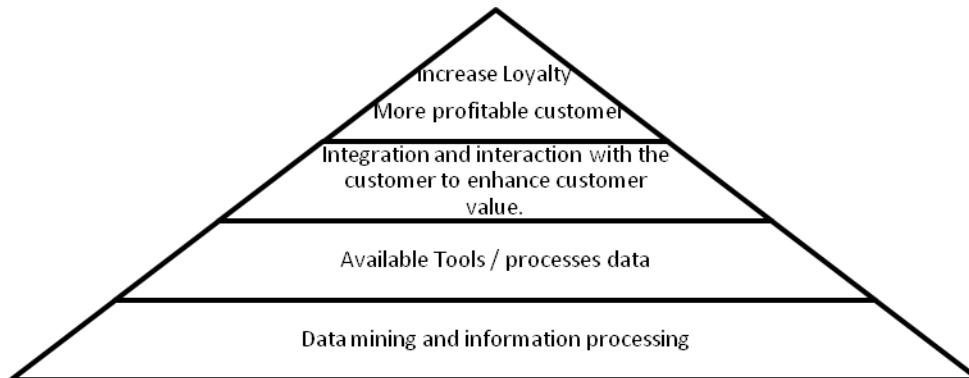 Increase Loyalty
More profitable customer
Integration and interaction with the
customer to enhance customer
value.
Available Tools / processes data
Data mining and information processing